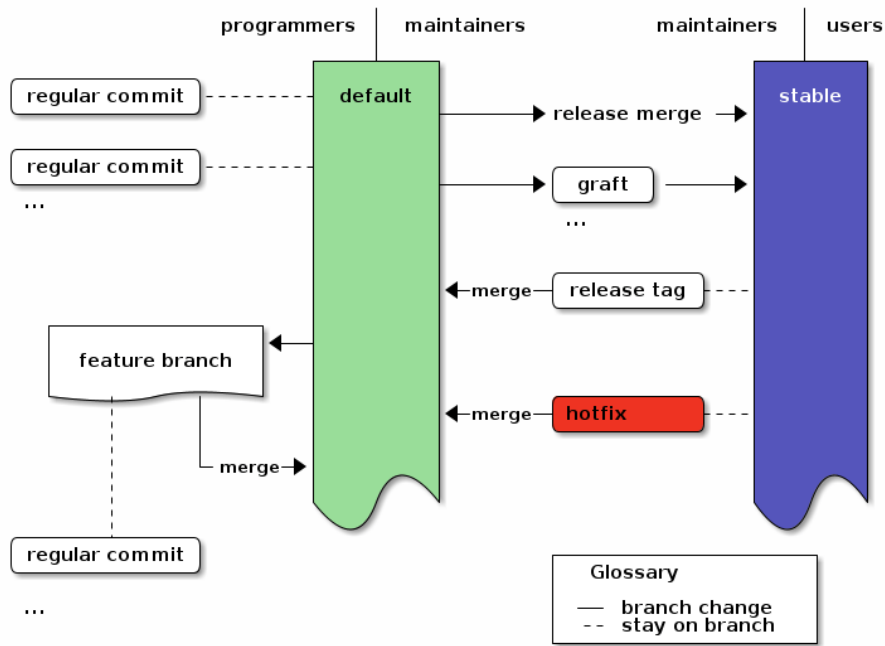 programmers maintainers maintainers users
regular commit default release merge stable
regular commit graft
... ...
merge release tag
feature branch
merge hotfix
merge
regular commit
...
Glossary
branch change
stay on branch